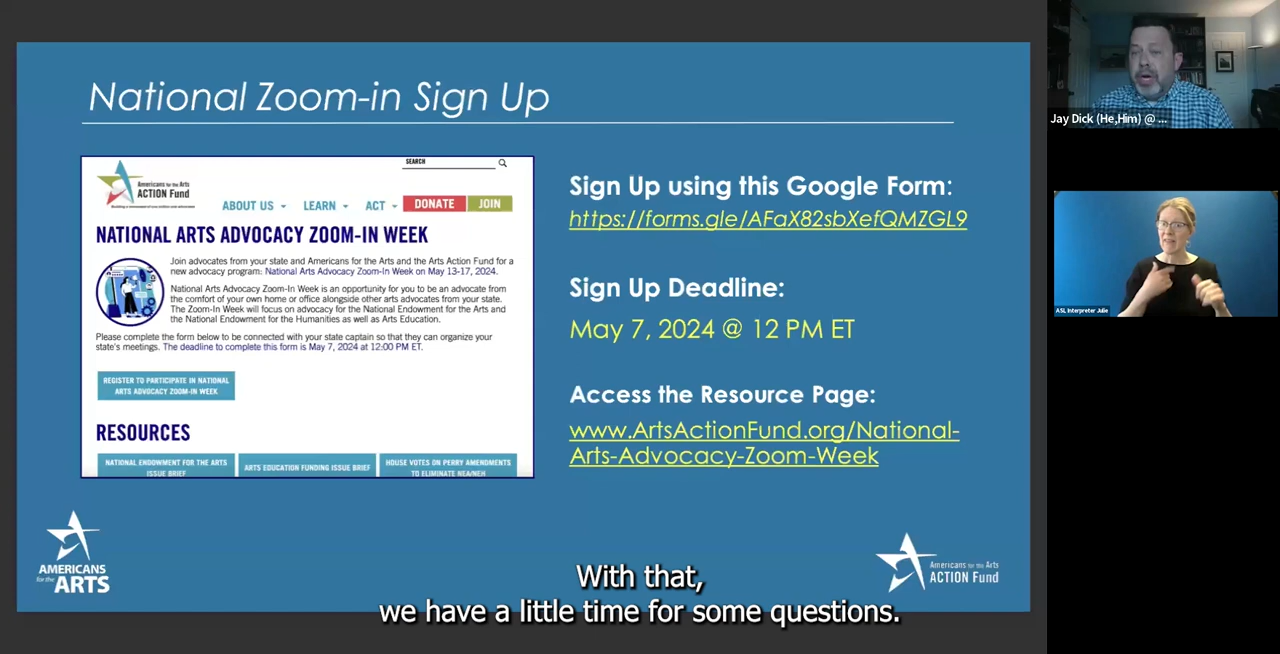 National Zoom-in Sign Up
SEARCH
Americans for the Arts
ACTION Fund
Building a movement of pro-arts advocates
ABOUT US
LEARN
ACT
DONATE
JOIN
NATIONAL ARTS ADVOCACY ZOOM-IN WEEK
Join advocates from your state and Americans for the Arts and the Arts Action Fund for a
new advocacy program: National Arts Advocacy Zoom-In Week on May 13-17, 2024.
National Arts Advocacy Zoom-In Week is an opportunity for you to be an advocate from
the comfort of your own home or office alongside other arts advocates from your state.
The Zoom-In Week will focus on advocacy for the National Endowment for the Arts and
the National Endowment for the Humanities as well as Arts Education.
Please complete the form below to be connected with your state captain so that they can organize your
state's meetings. The deadline to complete this form is May 7, 2024 at 12:00 PM ET.
REGISTER TO PARTICIPATE IN NATIONAL
ARTS ADVOCACY ZOOM-IN WEEK
RESOURCES
NATIONAL ENDOWMENT FOR THE ARTS
ISSUE BRIEF
ARTS EDUCATION FUNDING ISSUE BRIEF
HOUSE VOTES ON PERRY AMENDMENTS
TO ELIMINATE NEA/NEH
Sign Up using this Google Form:
https://forms.gle/AFaX82sbXefQMZGL9
Sign Up Deadline:
May 7, 2024 @ 12 PM ET
Access the Resource Page:
www.ArtsActionFund.org/National-
Arts-Advocacy-Zoom-Week
AMERICANS
for the ARTS
Americans for the Arts
ACTION Fund
With that,
we have a little time for some questions.
Jay Dick (He,Him) @ ...
ASL Interpreter Julie